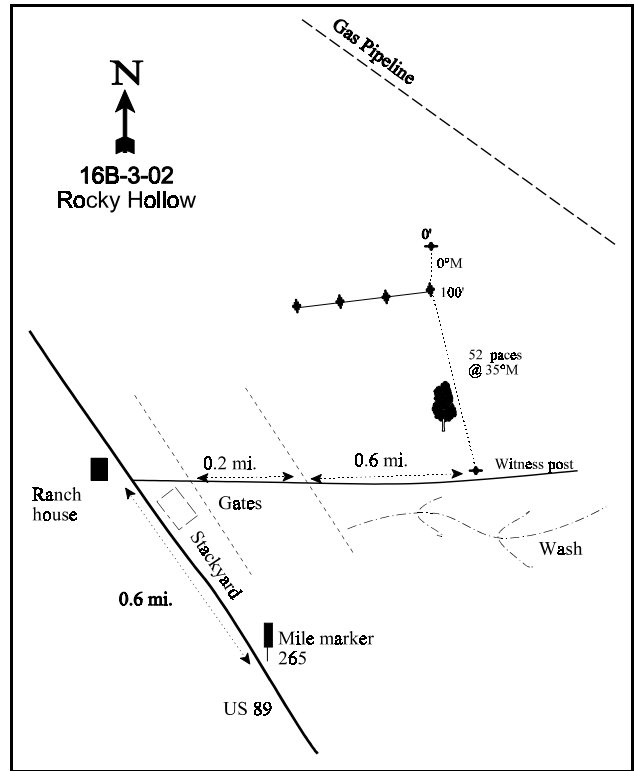 Gas Pipeline
N
16B-3-02
Rocky Hollow
0'
0°M
100'
52 paces
@ 35°M
0.2 mi.
0.6 mi.
Witness post
Ranch
house
Gates
Stackyard
Wash
0.6 mi.
Mile marker
265
US 89